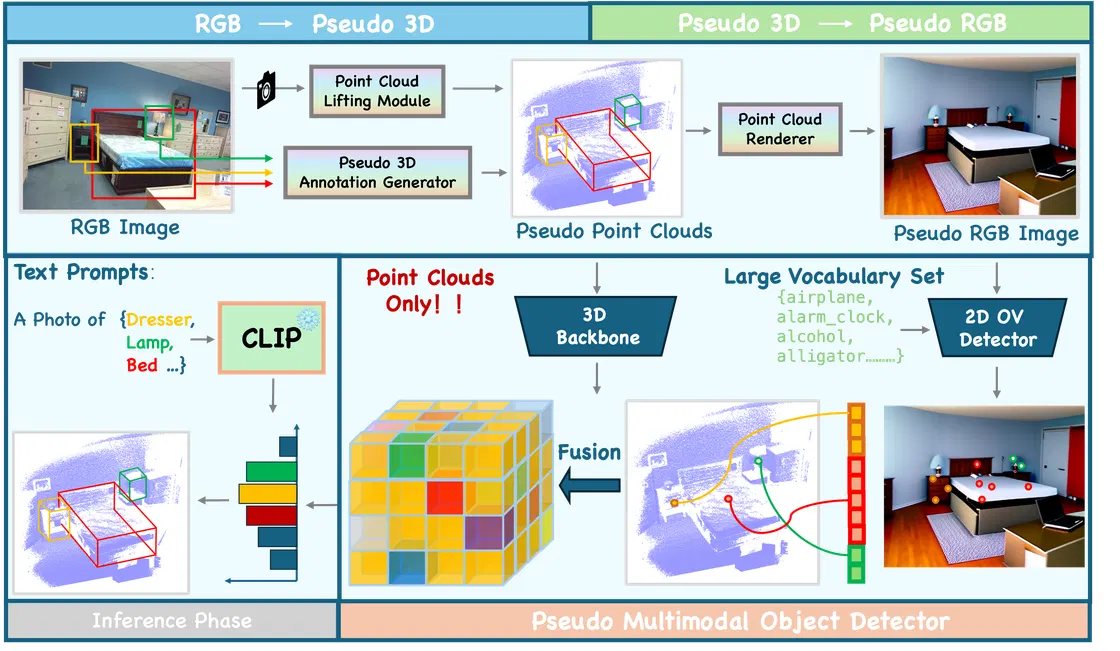 RGB → Pseudo 3D
Pseudo 3D → Pseudo RGB
Point Cloud
Lifting Module
Pseudo 3D
Annotation Generator
Point Cloud
Renderer
RGB Image
Pseudo Point Clouds
Pseudo RGB Image
Text Prompts:
A Photo of {Dresser,
Lamp,
Bed ...}
CLIP
Point Clouds
Only! !
3D
Backbone
Large Vocabulary Set
{airplane,
alarm_clock,
alcohol,
alligator………}
2D OV
Detector
Fusion
Inference Phase
Pseudo Multimodal Object Detector